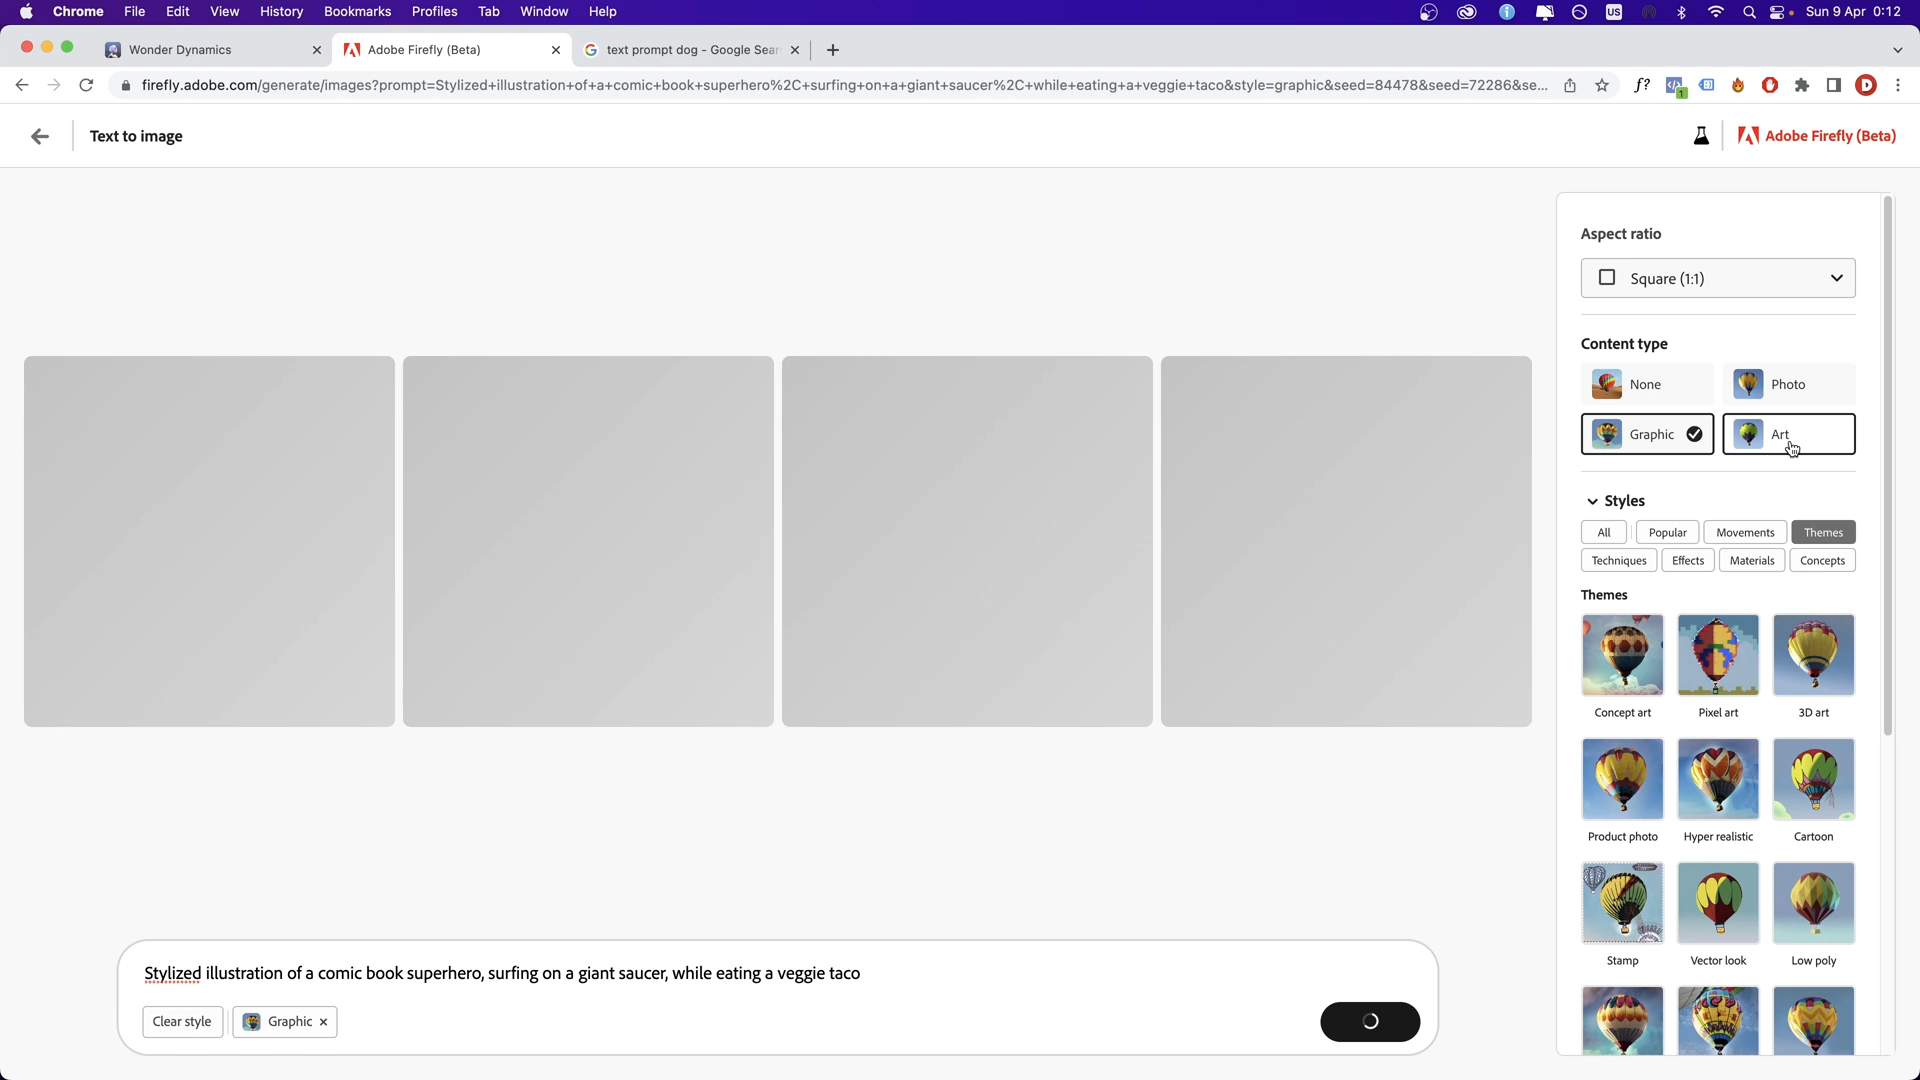 Chrome File Edit View History Bookmarks Profiles Tab Window Help US Sun 9 Apr 0:12
Wonder Dynamics Adobe Firefly (Beta) text prompt dog - Google Sear
firefly.adobe.com/generate/images?prompt=Stylized+illustration+of+a+comic+book+superhero%2C+surfing+on+a+giant+saucer%2C+while+eating+a+veggie+taco&style=graphic&seed=84478&seed=72286&se... f? 1 D
Text to image Adobe Firefly (Beta)
Aspect ratio
Square (1:1)
Content type
None Photo
Graphic Art
Styles
All Popular Movements Themes
Techniques Effects Materials Concepts
Themes
Concept art Pixel art 3D art
Product photo Hyper realistic Cartoon
Stamp Vector look Low poly
Stylized illustration of a comic book superhero, surfing on a giant saucer, while eating a veggie taco
Clear style Graphic